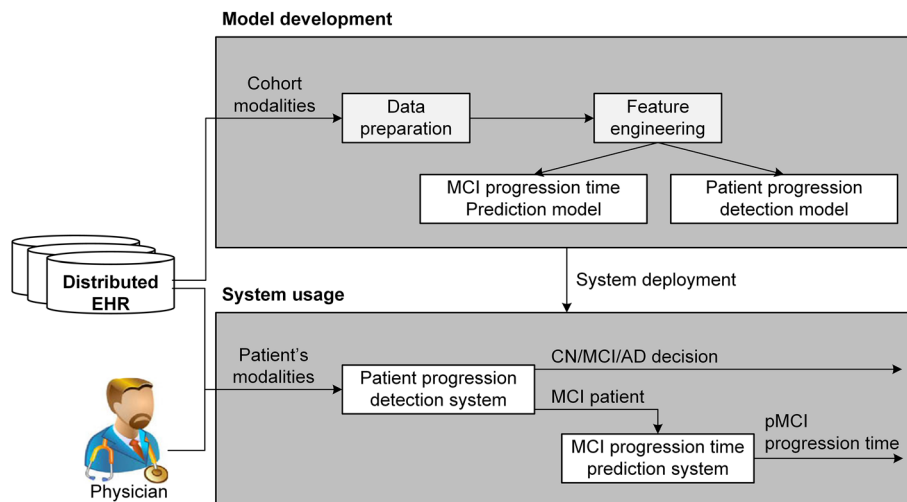 Model development
Cohort
modalities
Data
preparation
Feature
engineering
MCI progression time
Prediction model
Patient progression
detection model
Distributed
EHR
System deployment
System usage
Patient's
modalities
Patient progression
detection system
CN/MCI/AD decision
MCI patient
MCI progression time
prediction system
pMCI
progression time
Physician